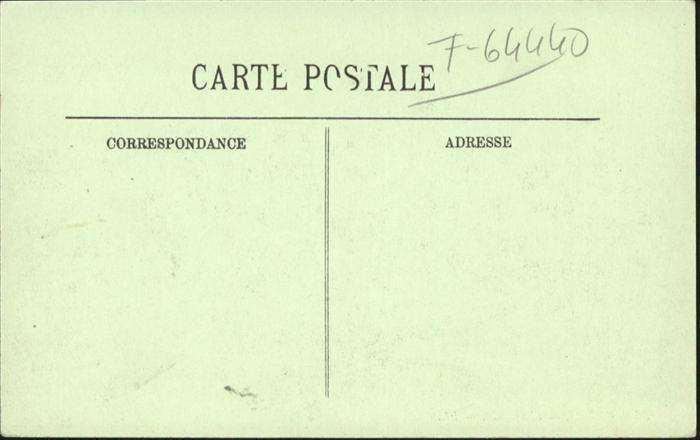 F-64440
CARTE POSTALE
CORRESPONDANCE
ADRESSE